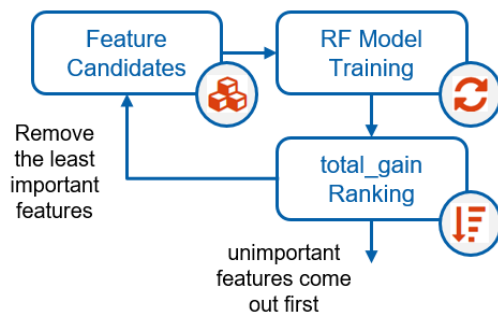 Feature
Candidates
RF Model
Training
Remove
the least
important
features
total_gain
Ranking
unimportant
features come
out first